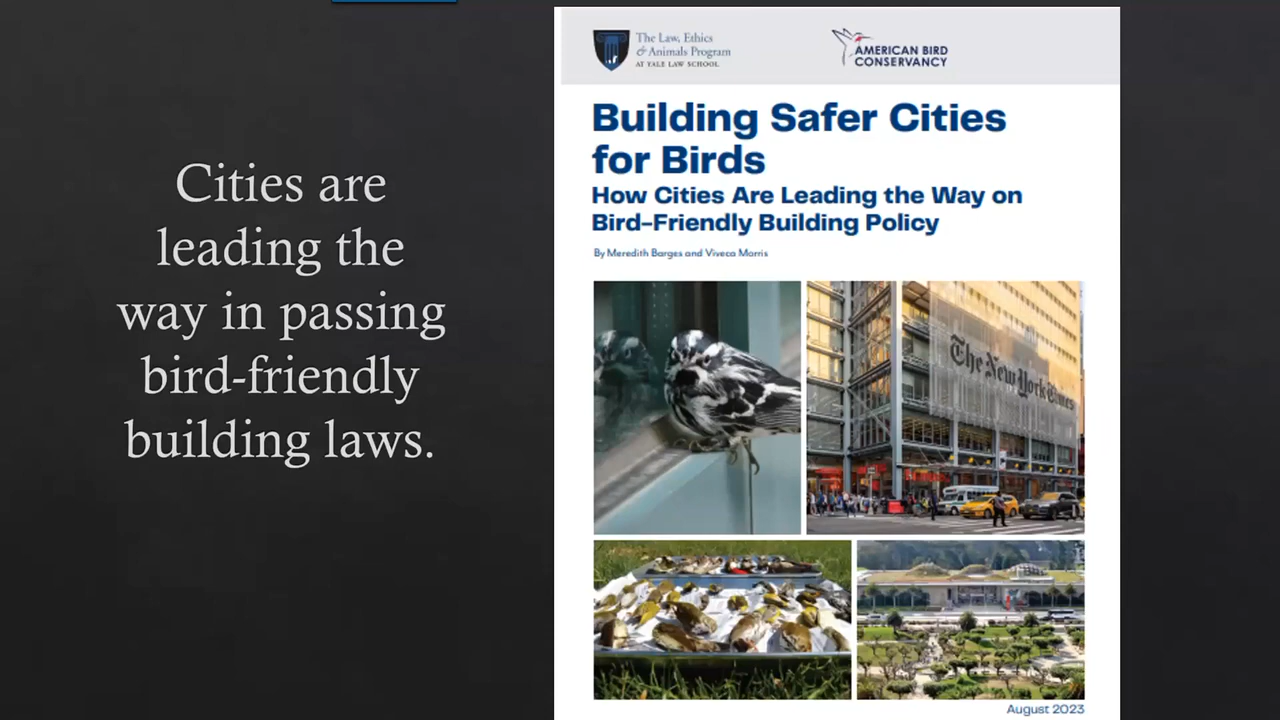 Cities are
leading the
way in passing
bird-friendly
building laws.
The Law, Ethics
& Animals Program
AT YALE LAW SCHOOL
AMERICAN BIRD
CONSERVANCY
Building Safer Cities
for Birds
How Cities Are Leading the Way on
Bird-Friendly Building Policy
By Meredith Barges and Viveca Morris
The New York Times
August 2023